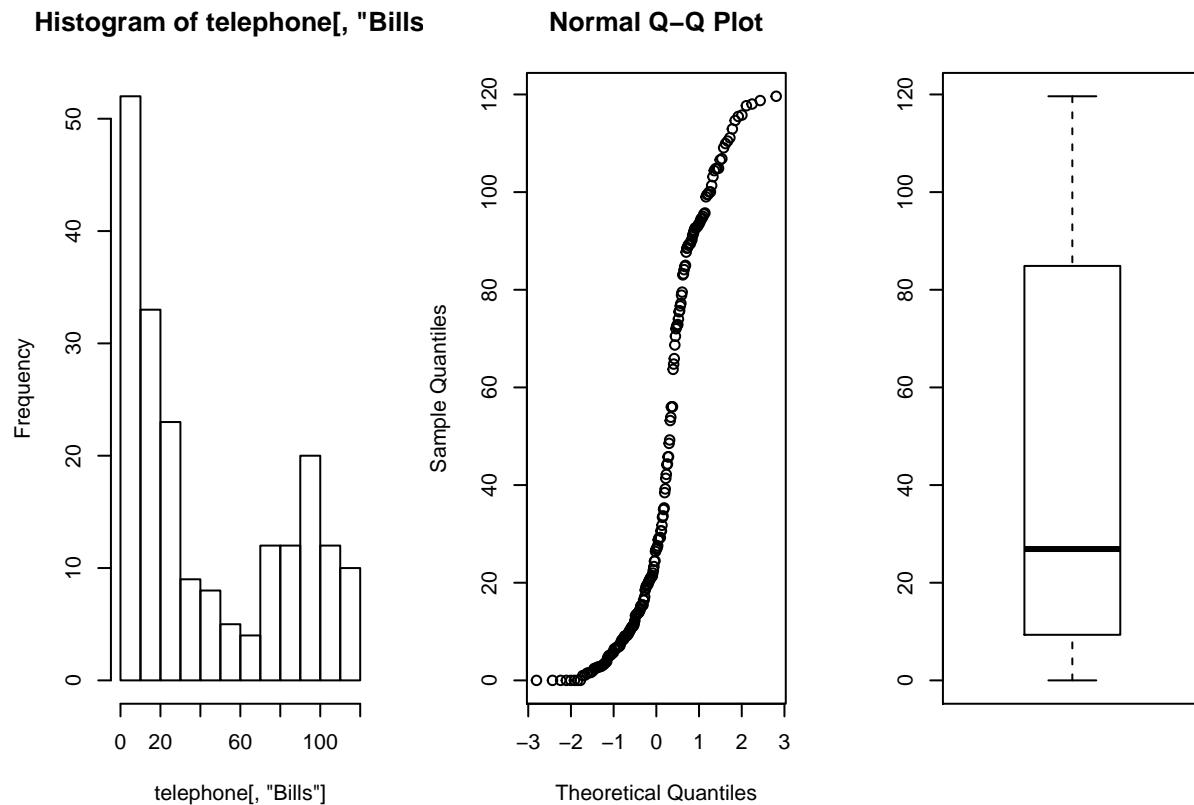 Histogram of telephone[, "Bills
Frequency
0 10 20 30 40 50
0 20 60 100
telephone[, "Bills"]
Normal Q−Q Plot
Sample Quantiles
0 20 40 60 80 100 120
−3 −2 −1 0 1 2 3
Theoretical Quantiles
0 20 40 60 80 100 120